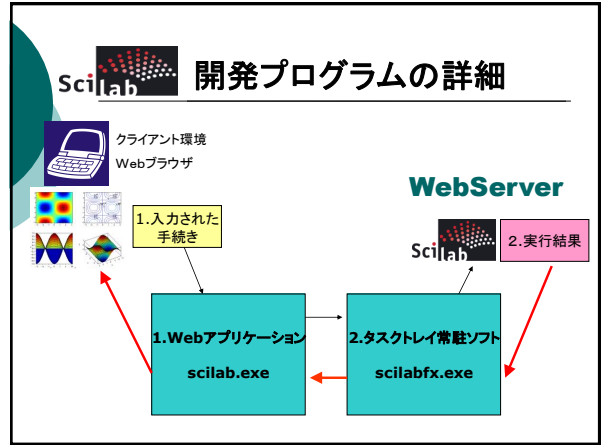 Scilab 開発プログラムの詳細
クライアント環境
Webブラウザ
WebServer
1.入力された
手続き
Scilab
2.実行結果
1.Webアプリケーション
scilab.exe
2.タスクトレイ常駐ソフト
scilabfx.exe